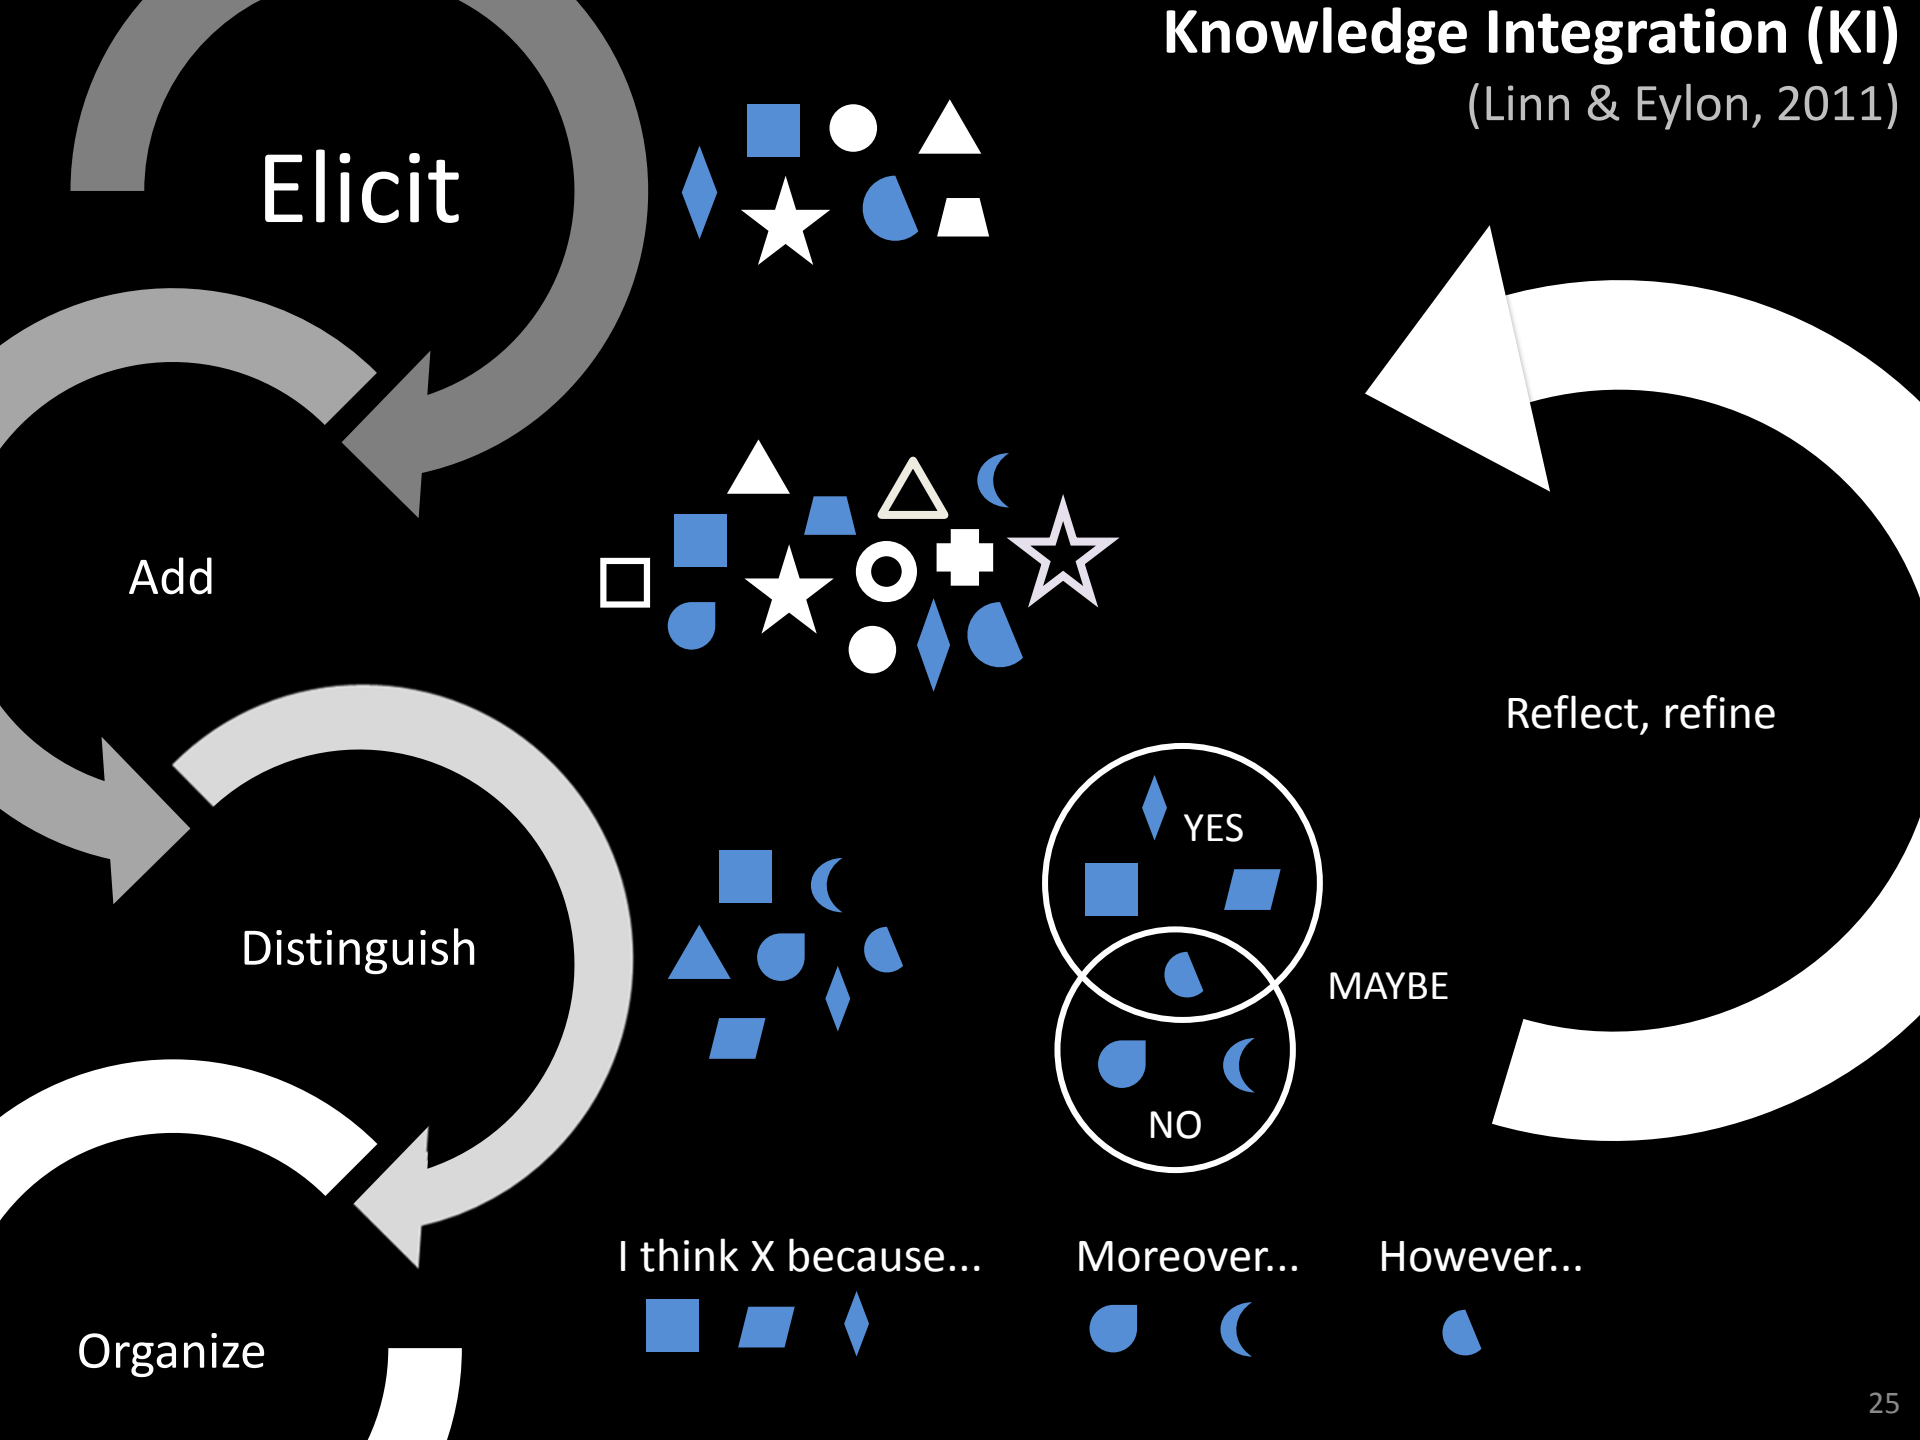 Knowledge Integration (KI)
(Linn & Eylon, 2011)
Elicit
Add
Reflect, refine
YES
Distinguish
MAYBE
NO
I think X because... Moreover... However...
Organize
25